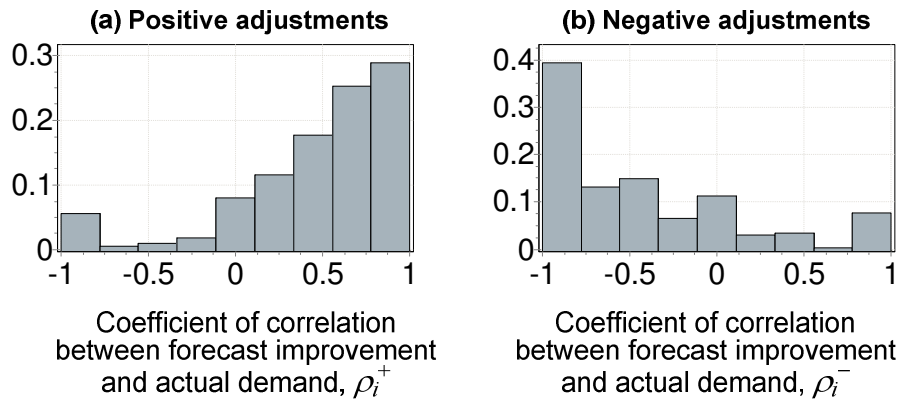 (a) Positive adjustments
0.3
0.2
0.1
0
-1 -0.5 0 0.5 1
Coefficient of correlation
between forecast improvement
and actual demand, ρi+
(b) Negative adjustments
0.4
0.3
0.2
0.1
0
-1 -0.5 0 0.5 1
Coefficient of correlation
between forecast improvement
and actual demand, ρi−